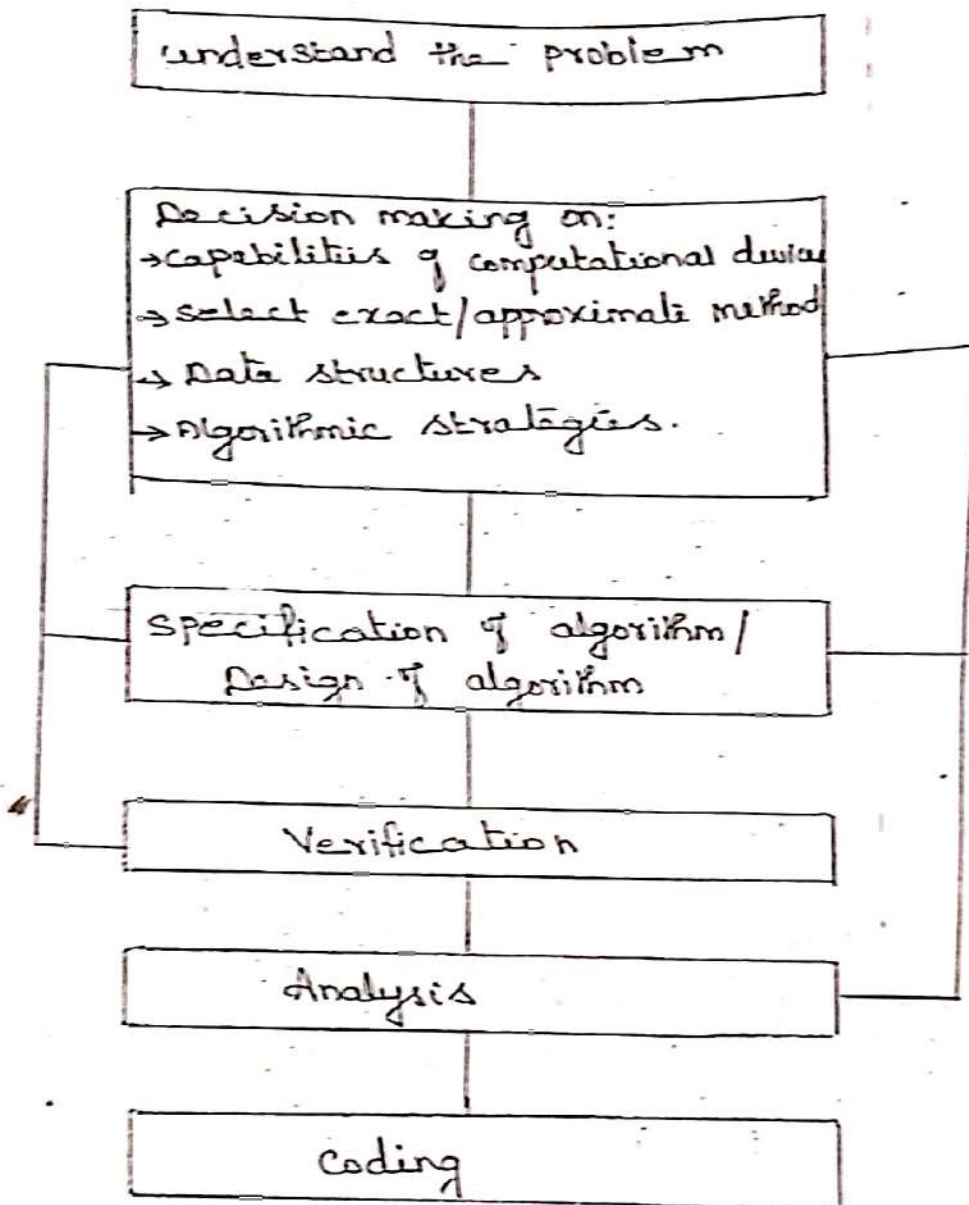 understand the problem
Decision making on:
→ capabilities of computational device
→ select exact/approximate method
→ Data structures
→ Algorithmic strategies.
specification of algorithm/
Design of algorithm
Verification
Analysis
coding